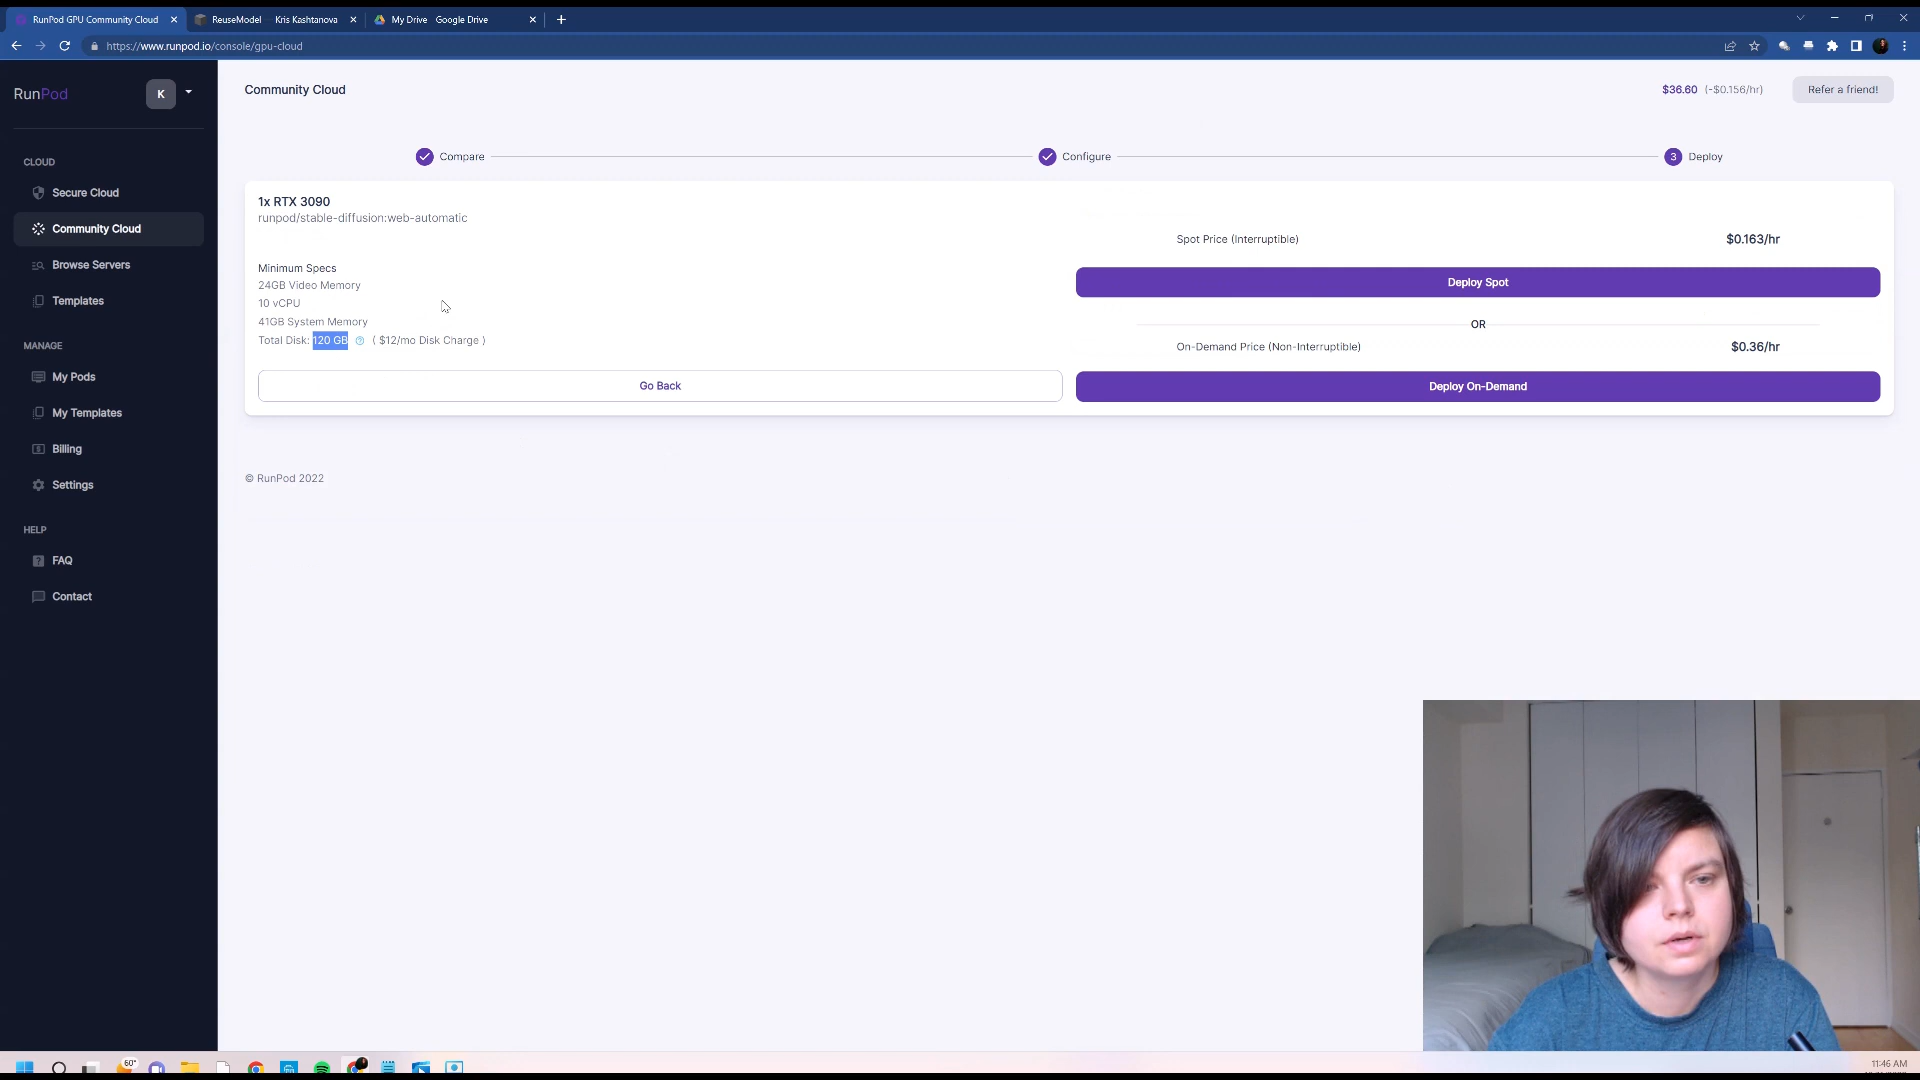 RunPod GPU Community Cloud
ReuseModel Kris Kashtanova
My Drive Google Drive
https://www.runpod.io/console/gpu-cloud
RunPod
K
Community Cloud
$36.60 (-$0.156/hr)
Refer a friend!
Compare
Configure
3 Deploy
CLOUD
Secure Cloud
Community Cloud
Browse Servers
Templates
MANAGE
My Pods
My Templates
Billing
Settings
HELP
FAQ
Contact
1x RTX 3090
runpod/stable-diffusion:web-automatic
Minimum Specs
24GB Video Memory
10 vCPU
41GB System Memory
Total Disk: 120 GB ? ( $12/mo Disk Charge )
Go Back
Spot Price (Interruptible) $0.163/hr
Deploy Spot
OR
On-Demand Price (Non-Interruptible) $0.36/hr
Deploy On-Demand
© RunPod 2022
60°
11:46 AM